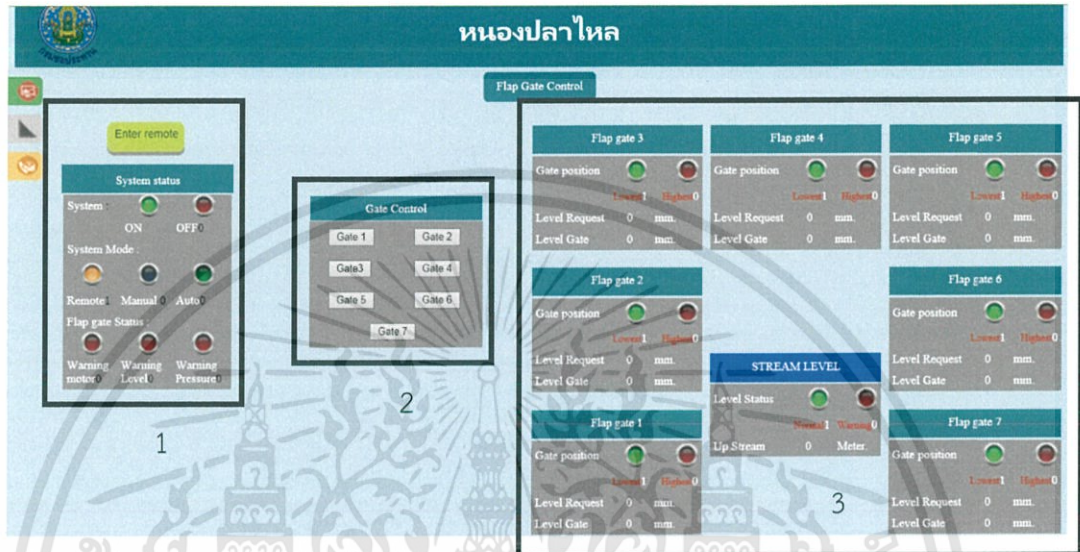 หนองปลาไหล
Flap Gate Control
Enter remote
System status
System :
ON OFF0
System Mode :
Remote1 Manual 0 Auto0
Flap gate Status :
Warning motor0 Warning Level0 Warning Pressure0
1
Gate Control
Gate 1 Gate 2
Gate3 Gate 4
Gate 5 Gate 6
Gate 7
2
Flap gate 3
Gate position
Lowest1 Highest0
Level Request 0 mm.
Level Gate 0 mm.
Flap gate 4
Gate position
Lowest1 Highest0
Level Request 0 mm.
Level Gate 0 mm.
Flap gate 5
Gate position
Lowest1 Highest0
Level Request 0 mm.
Level Gate 0 mm.
Flap gate 2
Gate position
Lowest1 Highest0
Level Request 0 mm.
Level Gate 0 mm.
Flap gate 6
Gate position
Lowest1 Highest0
Level Request 0 mm.
Level Gate 0 mm.
STREAM LEVEL
Level Status
Normal1 Warning0
Up Stream 0 Meter.
Flap gate 1
Gate position
Lowest1 Highest0
Level Request 0 mm.
Level Gate 0 mm.
Flap gate 7
Gate position
Lowest1 Highest0
Level Request 0 mm.
Level Gate 0 mm.
3